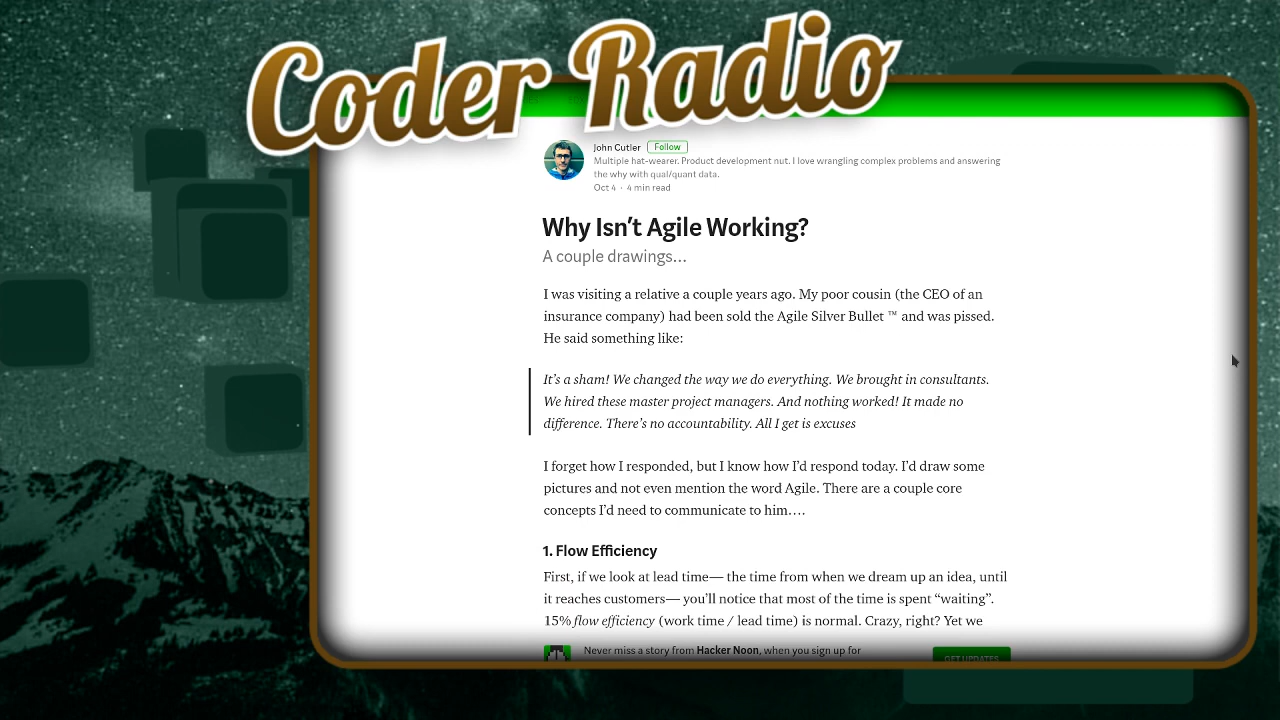 Coder Radio
John Cutler Follow
Multiple hat-wearer. Product development nut. I love wrangling complex problems and answering
the why with qual/quant data.
Oct 4 · 4 min read
Why Isn't Agile Working?
A couple drawings...
I was visiting a relative a couple years ago. My poor cousin (the CEO of an
insurance company) had been sold the Agile Silver Bullet ™ and was pissed.
He said something like:
It's a sham! We changed the way we do everything. We brought in consultants.
We hired these master project managers. And nothing worked! It made no
difference. There's no accountability. All I get is excuses
I forget how I responded, but I know how I'd respond today. I'd draw some
pictures and not even mention the word Agile. There are a couple core
concepts I'd need to communicate to him….
1. Flow Efficiency
First, if we look at lead time— the time from when we dream up an idea, until
it reaches customers— you'll notice that most of the time is spent “waiting”.
15% flow efficiency (work time / lead time) is normal. Crazy, right? Yet we
Never miss a story from Hacker Noon, when you sign up for
GET UPDATES